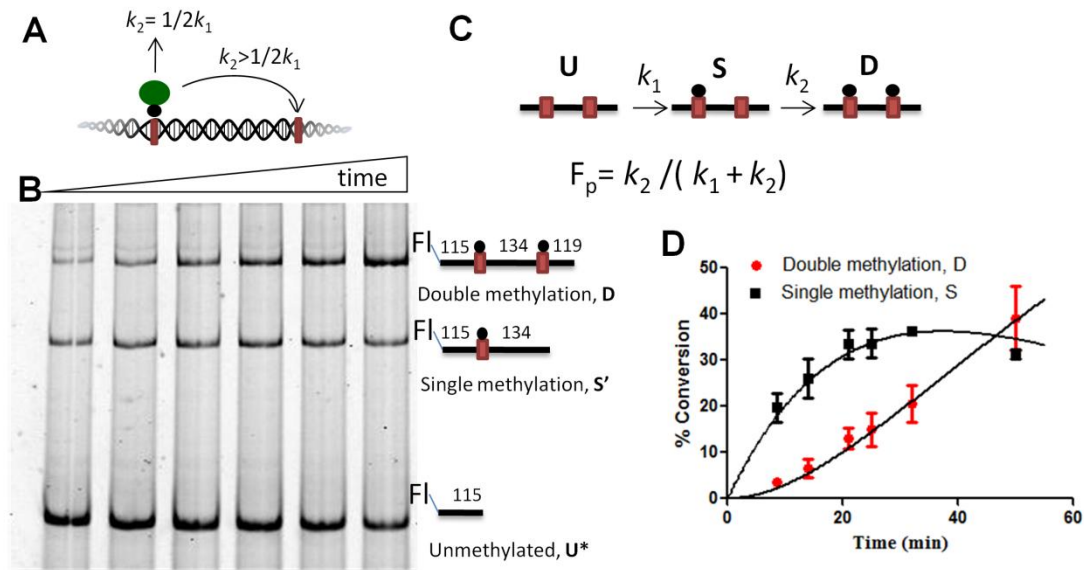 A
k₂= 1/2k₁
k₂>1/2k₁
B
time
Fl 115 134 119
Double methylation, D
Fl 115 134
Single methylation, S'
Fl 115
Unmethylated, U*
C
U k₁ S k₂ D
Fₚ= k₂ /( k₁ + k₂)
D
Double methylation, D
Single methylation, S
% Conversion
50
40
30
20
10
0
0 20 40 60
Time (min)